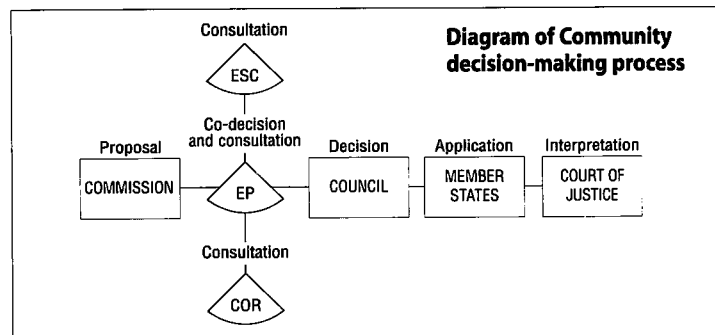 Diagram of Community
decision-making process
Consultation
ESC
Co-decision
and consultation
Proposal
COMMISSION
EP
Decision
COUNCIL
Application
MEMBER
STATES
Interpretation
COURT OF
JUSTICE
Consultation
COR